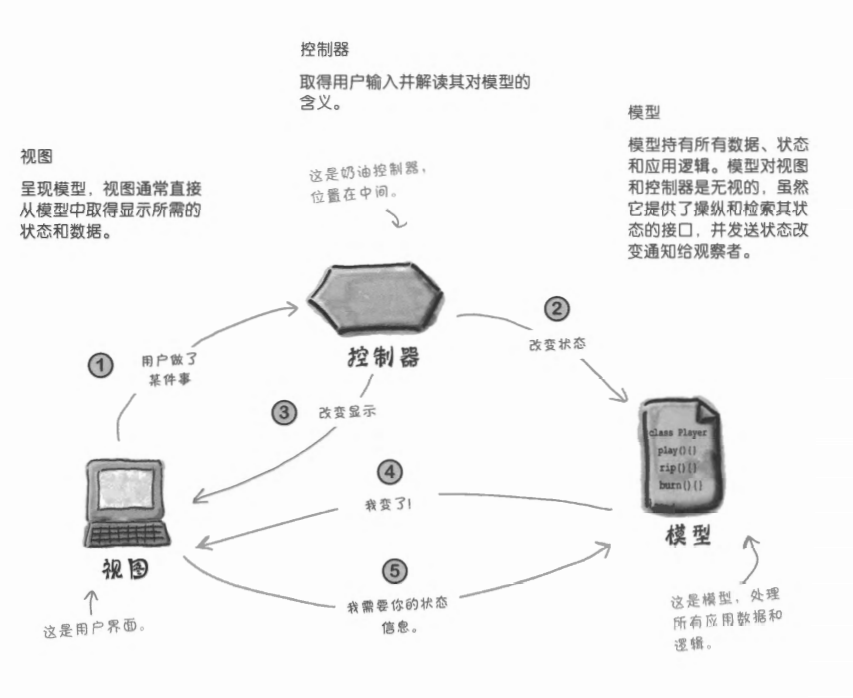 控制器
取得用户输入并解读其对模型的
含义。
模型
模型持有所有数据、状态
和应用逻辑。模型对视图
和控制器是无视的，虽然
它提供了操纵和检索其状
态的接口，并发送状态改
变通知给观察者。
视图
呈现模型，视图通常直接
从模型中取得显示所需的
状态和数据。
这是奶油控制器，
位置在中间。
控制器
1
用户做了
某件事
2
改变状态
3
改变显示
class Player
play(){}
rip(){}
burn(){}
模型
4
我变了!
视图
5
我需要你的状态
信息。
这是用户界面。
这是模型，处理
所有应用数据和
逻辑。